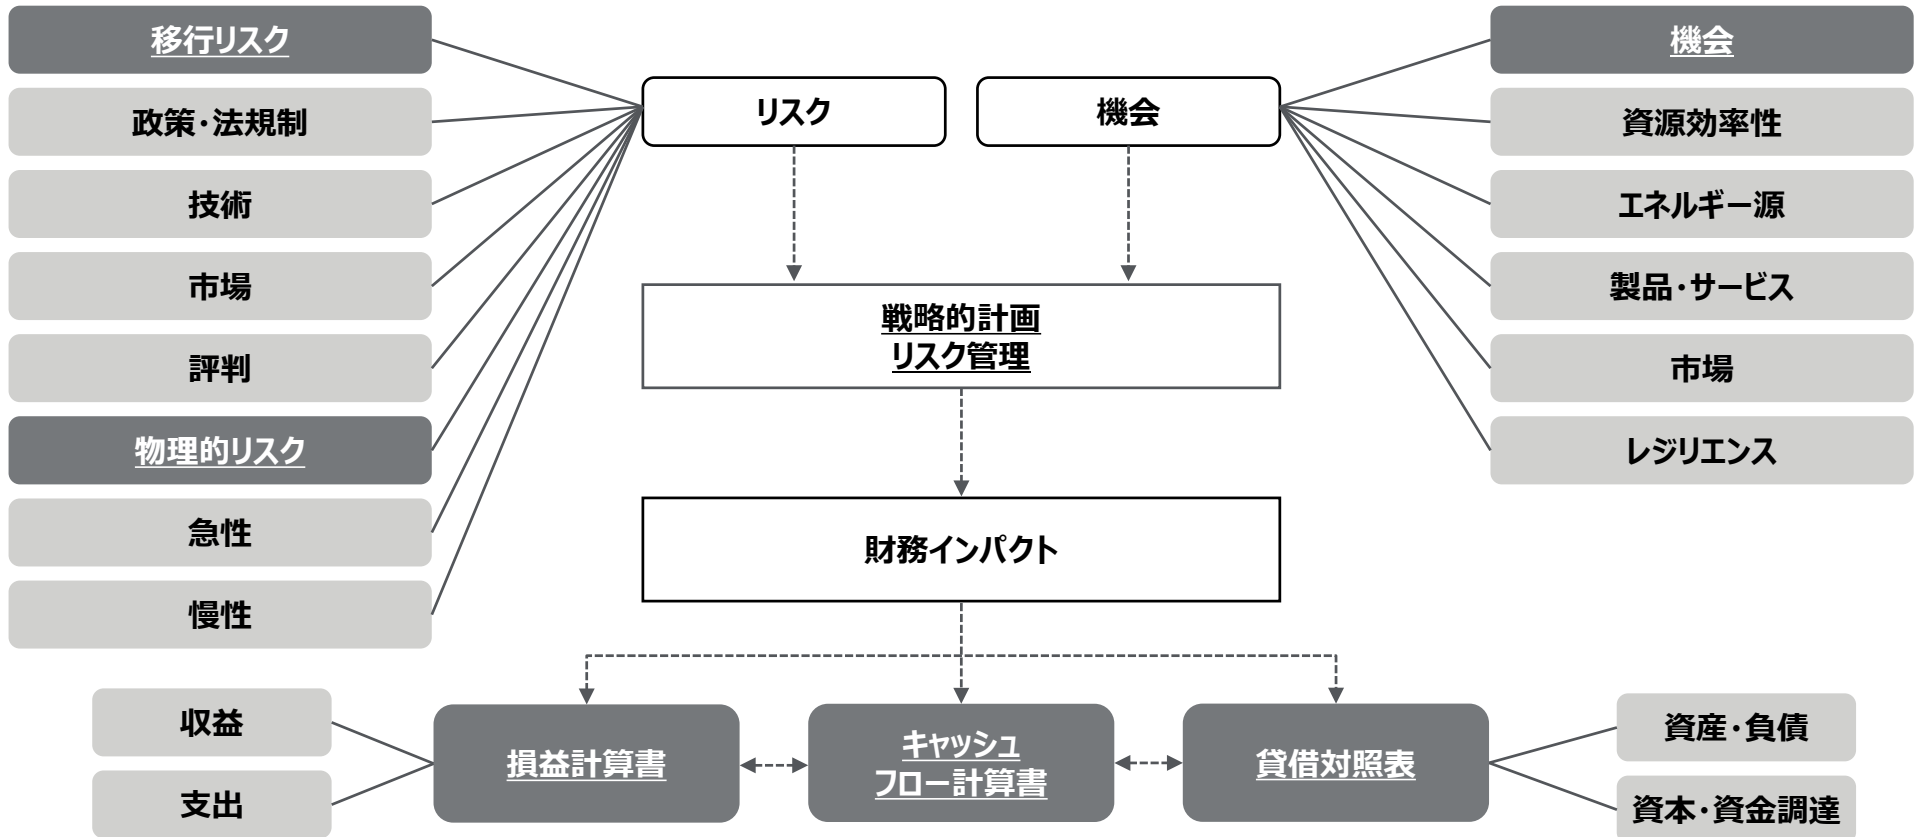 移行リスク
政策・法規制
技術
市場
評判
物理的リスク
急性
慢性
リスク
機会
戦略的計画
リスク管理
財務インパクト
機会
資源効率性
エネルギー源
製品・サービス
市場
レジリエンス
収益
支出
損益計算書
キャッシュ
フロー計算書
貸借対照表
資産・負債
資本・資金調達